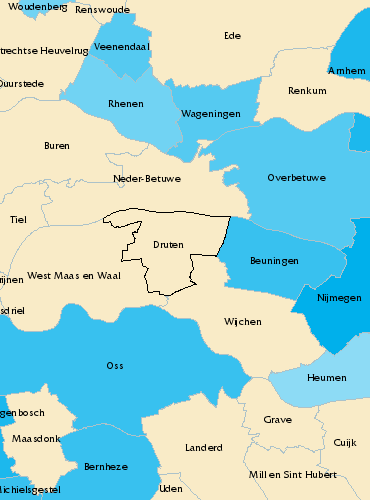 Woudenberg
Renswoude
Ede
Veenendaal
trechtse Heuvelrug
Arnhem
Duurstede
Renkum
Rhenen
Wageningen
Buren
Neder-Betuwe
Overbetuwe
Tiel
Druten
Beuningen
West Maas en Waal
rijnen
Nijmegen
sdriel
Wijchen
Oss
Heumen
genbosch
Grave
Maasdonk
Landerd
Cuijk
Bernheze
Mill en Sint Hubert
Michielsgestel
Uden